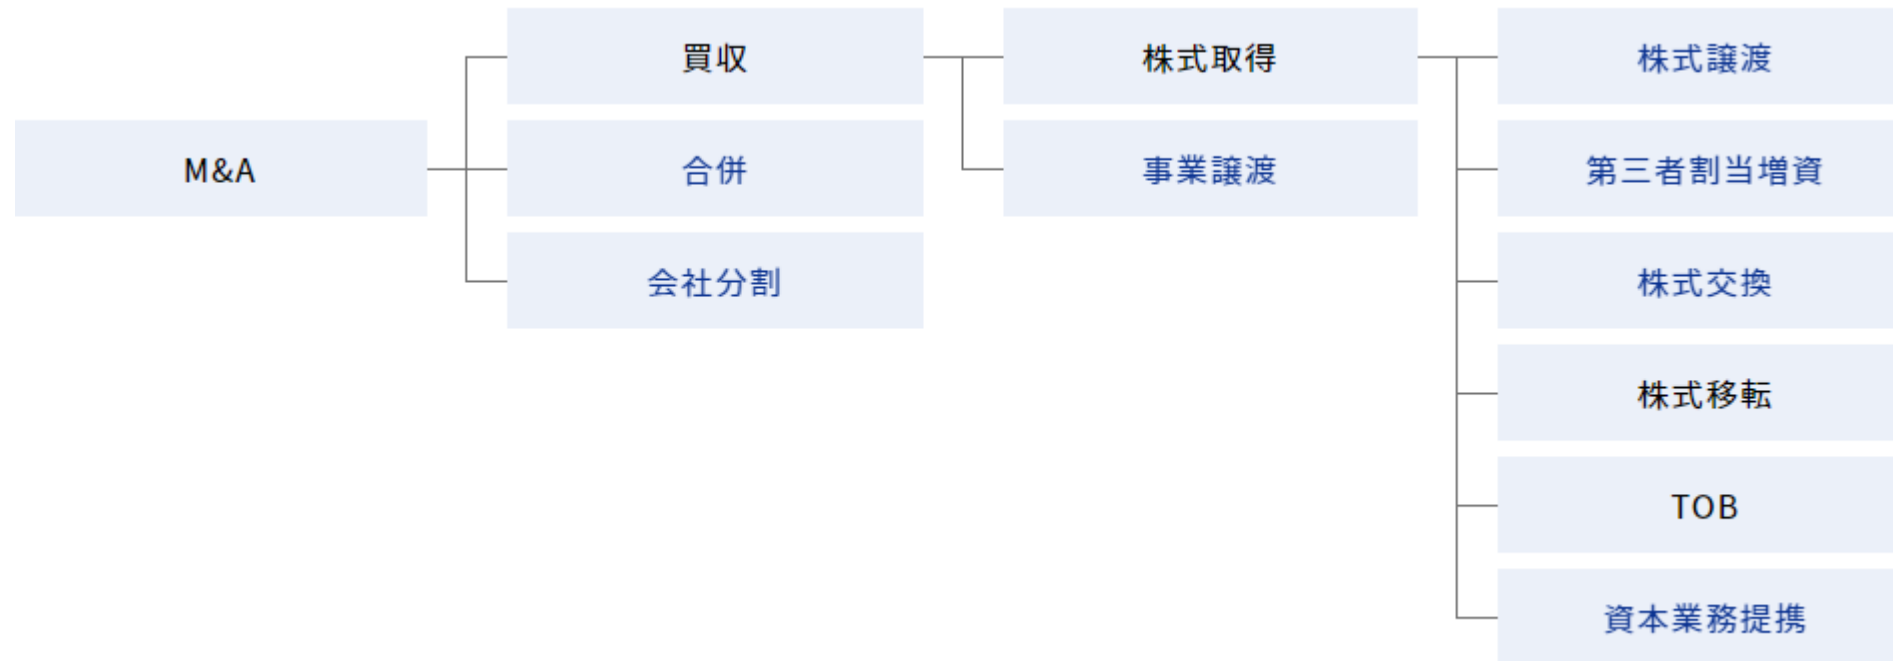 M&A
買収
合併
会社分割
株式取得
事業譲渡
株式譲渡
第三者割当増資
株式交換
株式移転
TOB
資本業務提携